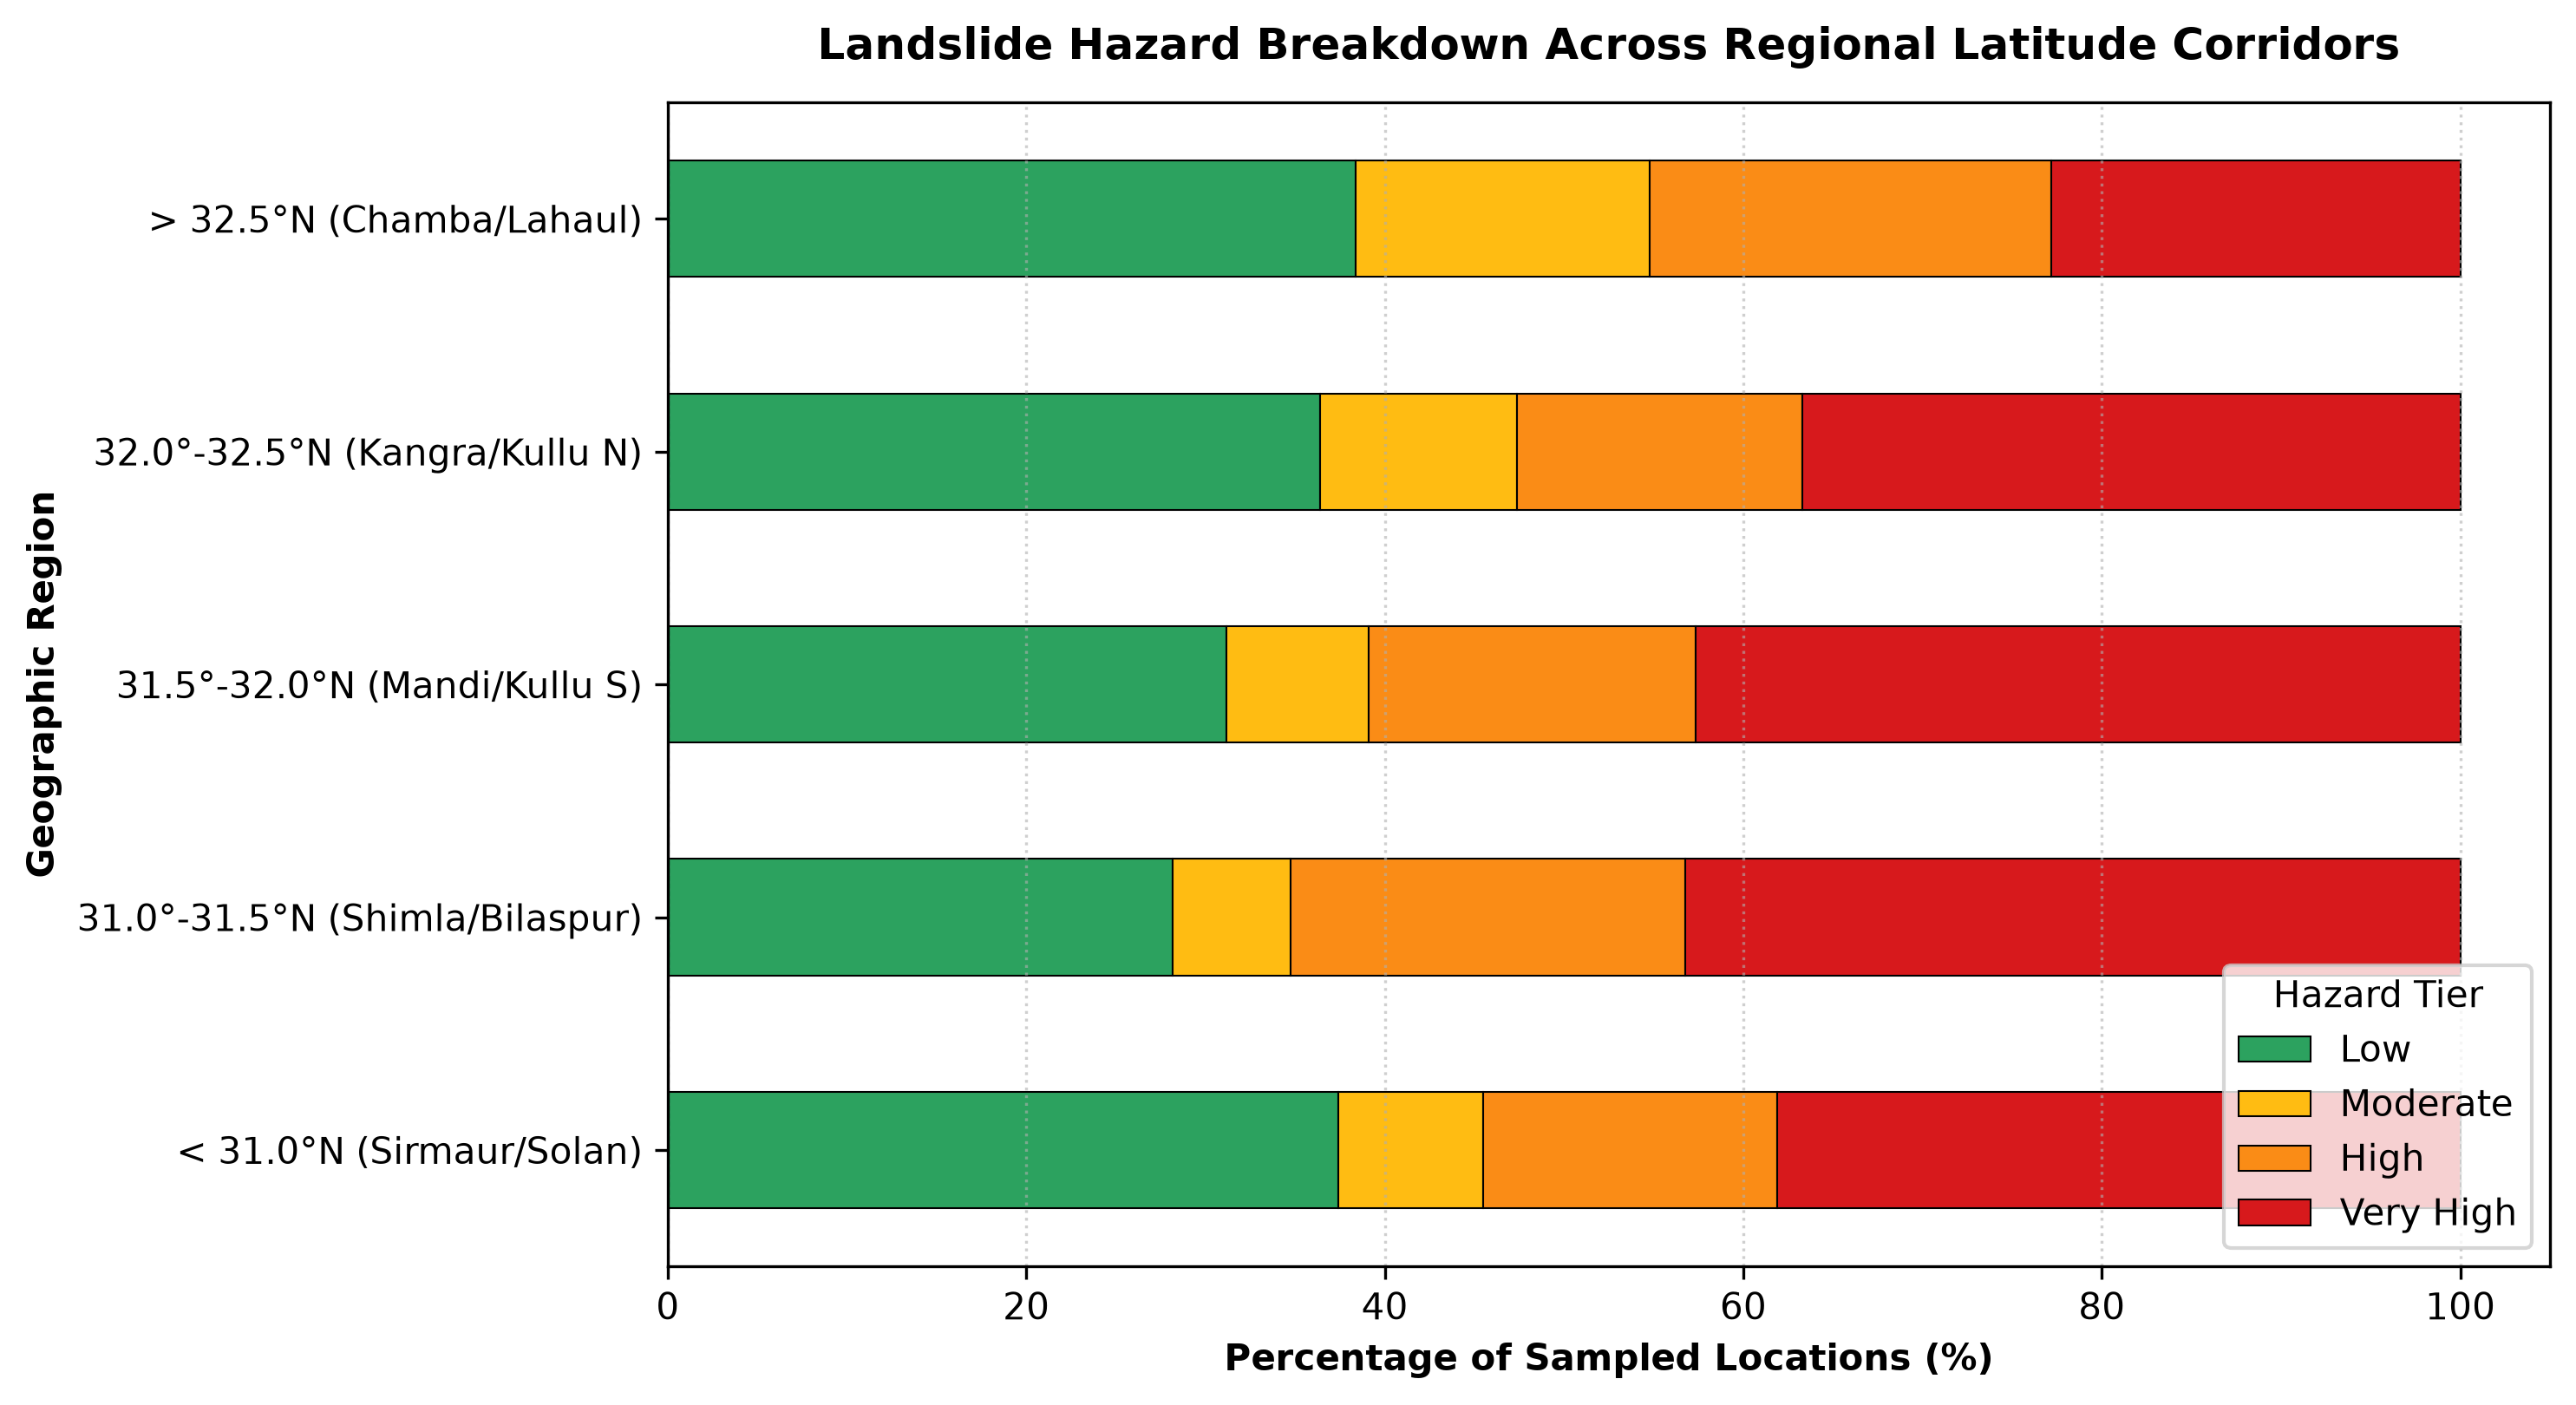 Landslide Hazard Breakdown Across Regional Latitude Corridors
Geographic Region
> 32.5°N (Chamba/Lahaul)
32.0°-32.5°N (Kangra/Kullu N)
31.5°-32.0°N (Mandi/Kullu S)
31.0°-31.5°N (Shimla/Bilaspur)
< 31.0°N (Sirmaur/Solan)
Hazard Tier
Low
Moderate
High
Very High
0 20 40 60 80 100
Percentage of Sampled Locations (%)